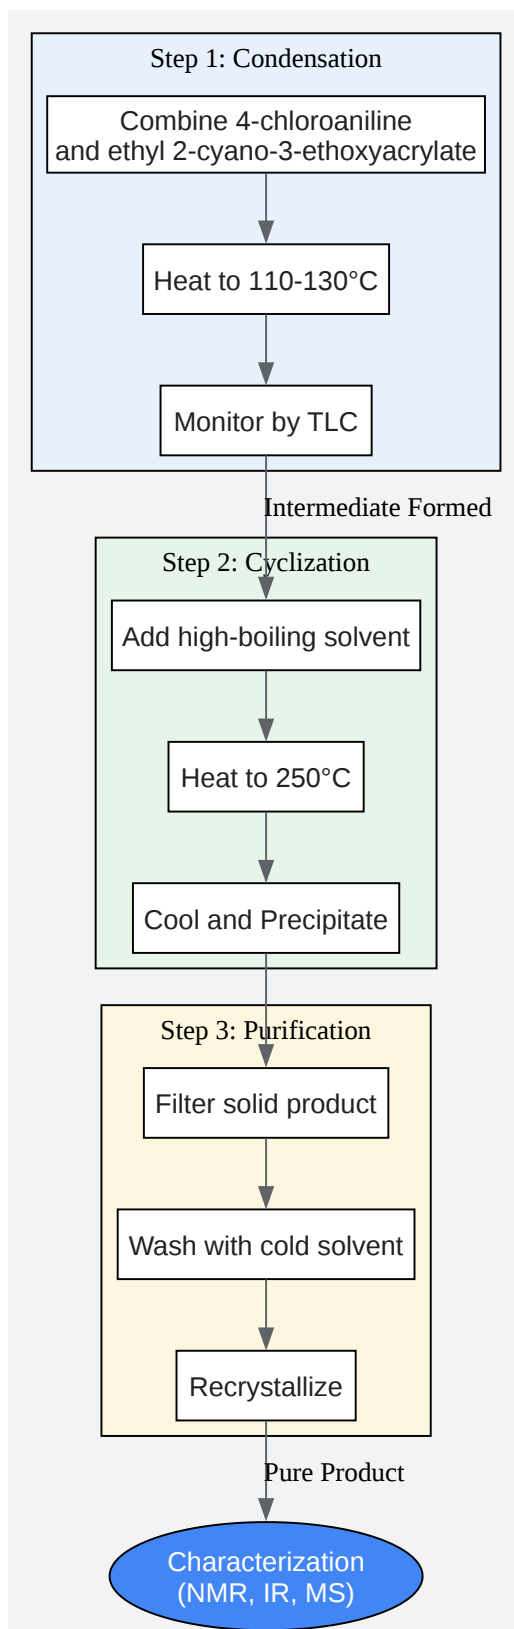 Step 1: Condensation
Combine 4-chloroaniline
and ethyl 2-cyano-3-ethoxyacrylate
Heat to 110-130°C
Monitor by TLC
Intermediate Formed
Step 2: Cyclization
Add high-boiling solvent
Heat to 250°C
Cool and Precipitate
Step 3: Purification
Filter solid product
Wash with cold solvent
Recrystallize
Pure Product
Characterization
(NMR, IR, MS)